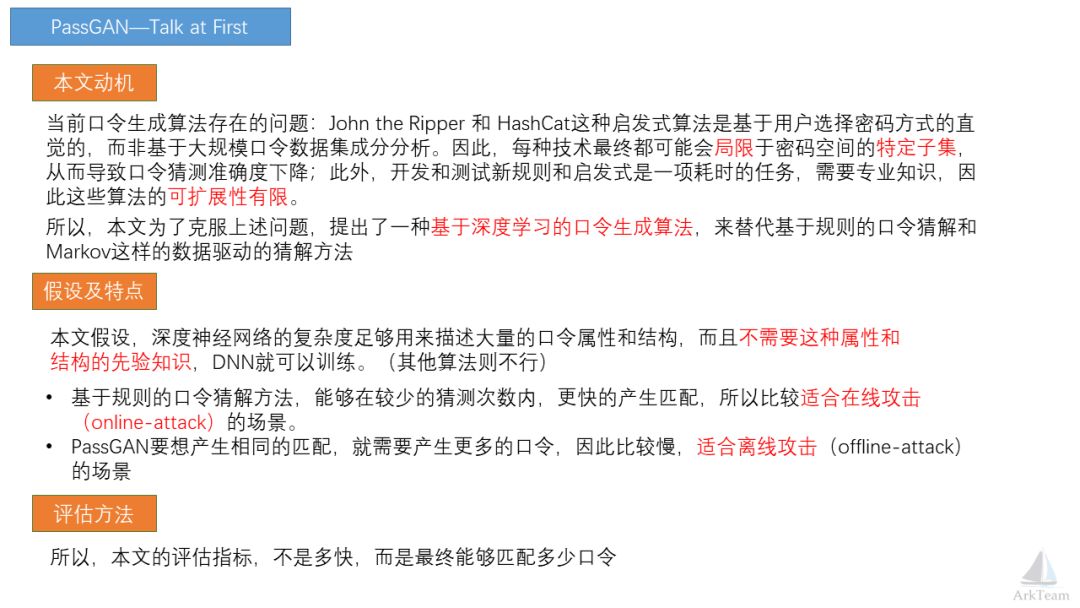 PassGAN—Talk at First
本文动机
当前口令生成算法存在的问题：John the Ripper 和 HashCat这种启发式算法是基于用户选择密码方式的直
觉的，而非基于大规模口令数据集成分分析。因此，每种技术最终都可能会局限于密码空间的特定子集，
从而导致口令猜测准确度下降；此外，开发和测试新规则和启发式是一项耗时的任务，需要专业知识，因
此这些算法的可扩展性有限。
所以，本文为了克服上述问题，提出了一种基于深度学习的口令生成算法，来替代基于规则的口令猜解和
Markov这样的数据驱动的猜解方法
假设及特点
本文假设，深度神经网络的复杂度足够用来描述大量的口令属性和结构，而且不需要这种属性和
结构的先验知识，DNN就可以训练。（其他算法则不行）
• 基于规则的口令猜解方法，能够在较少的猜测次数内，更快的产生匹配，所以比较适合在线攻击
（online-attack）的场景。
• PassGAN要想产生相同的匹配，就需要产生更多的口令，因此比较慢，适合离线攻击（offline-attack）
的场景
评估方法
所以，本文的评估指标，不是多快，而是最终能够匹配多少口令
ArkTeam